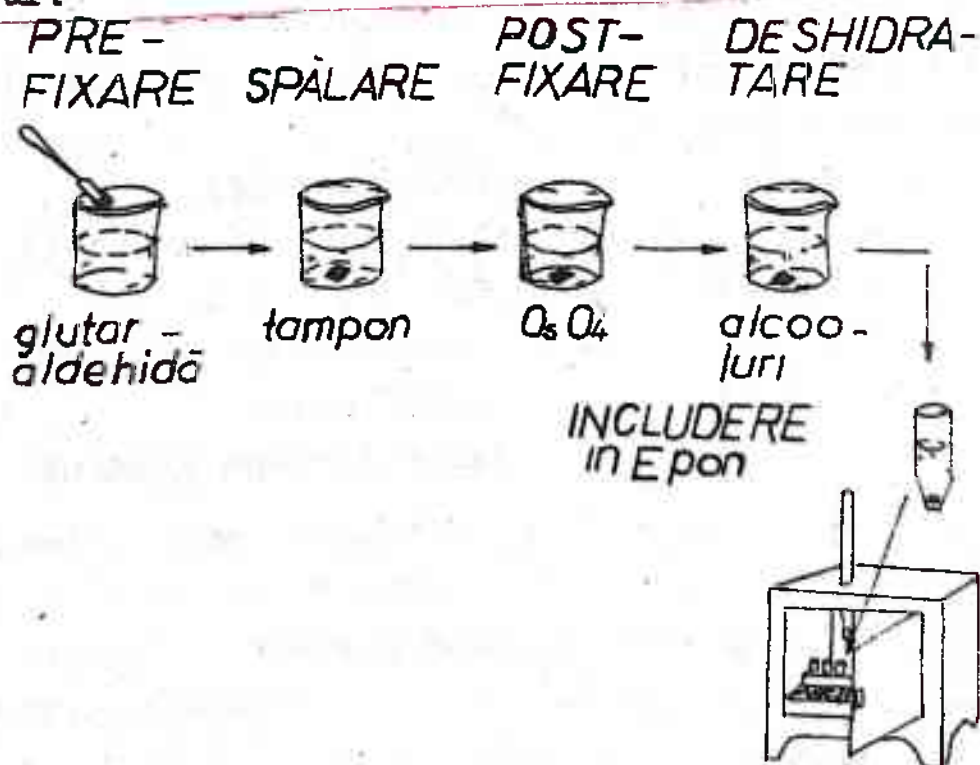 PRE-
FIXARE
SPĂLARE
POST-
FIXARE
DESHIDRA-
TARE
glutar-
aldehidă
tampon
OsO4
alcoo-
luri
INCLUDERE
in Epon